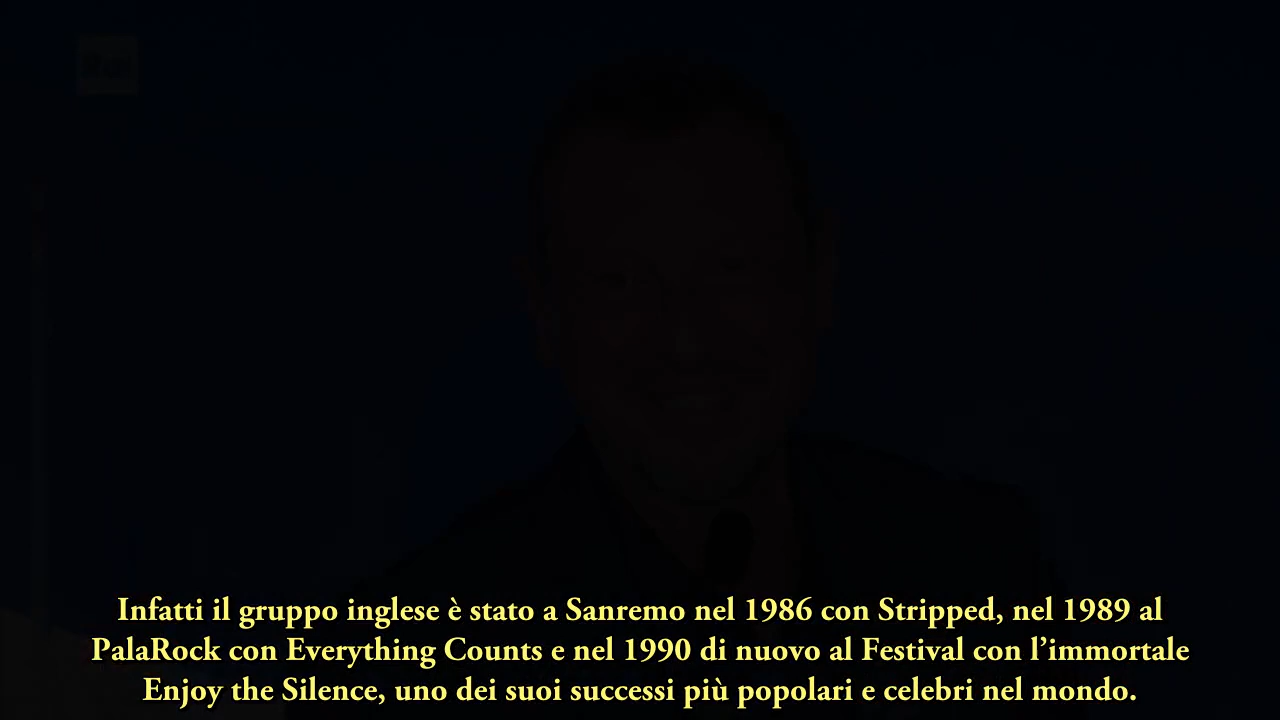 Rai
Infatti il gruppo inglese è stato a Sanremo nel 1986 con Stripped, nel 1989 al
PalaRock con Everything Counts e nel 1990 di nuovo al Festival con l’immortale
Enjoy the Silence, uno dei suoi successi più popolari e celebri nel mondo.